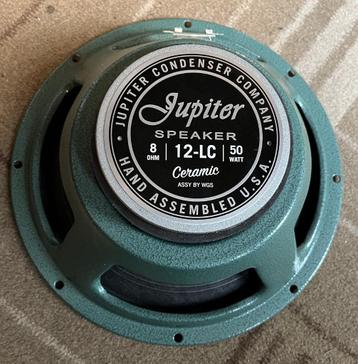 · JUPITER CONDENSER COMPANY ·
Jupiter
SPEAKER
8 OHM | 12-LC | 50 WATT
Ceramic
ASSY BY WGS
HAND ASSEMBLED U.S.A.